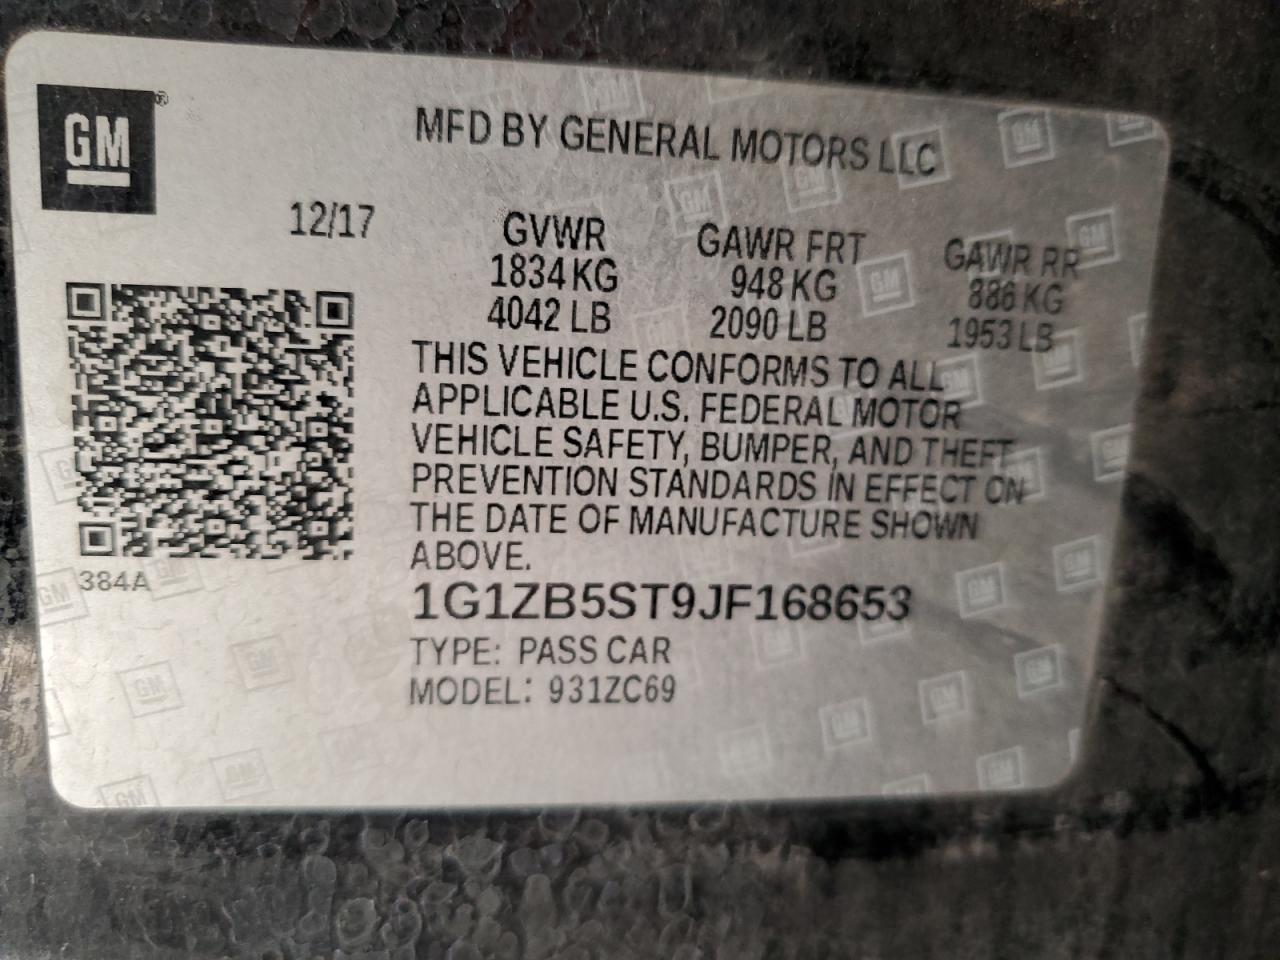 GM®
MFD BY GENERAL MOTORS LLC
12/17 GVWR GAWR FRT GAWR RR
1834 KG 948 KG 886 KG
4042 LB 2090 LB 1953 LB
THIS VEHICLE CONFORMS TO ALL
APPLICABLE U.S. FEDERAL MOTOR
VEHICLE SAFETY, BUMPER, AND THEFT
PREVENTION STANDARDS IN EFFECT ON
THE DATE OF MANUFACTURE SHOWN
ABOVE.
384A
1G1ZB5ST9JF168653
TYPE: PASS CAR
MODEL: 931ZC69